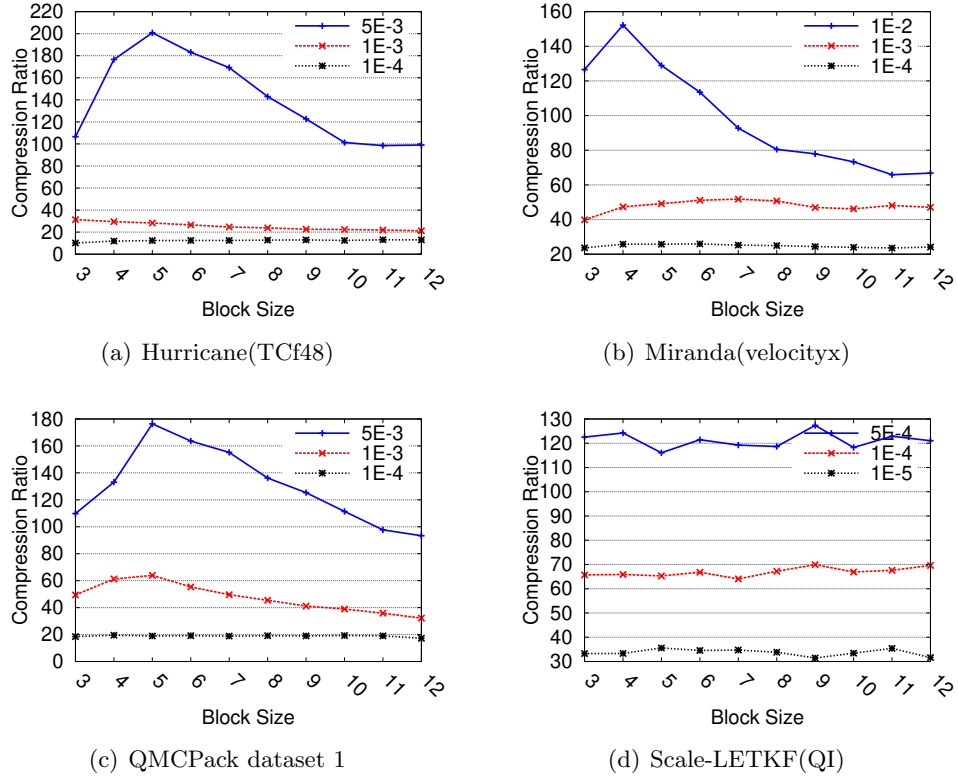 220
200
180
160
140
120
100
80
60
40
20
0
Compression Ratio
3 4 5 6 7 8 9 10 11 12
Block Size
5E-3
1E-3
1E-4
(a) Hurricane(TCf48)
160
140
120
100
80
60
40
20
Compression Ratio
3 4 5 6 7 8 9 10 11 12
Block Size
1E-2
1E-3
1E-4
(b) Miranda(velocityx)
180
160
140
120
100
80
60
40
20
0
Compression Ratio
3 4 5 6 7 8 9 10 11 12
Block Size
5E-3
1E-3
1E-4
(c) QMCPack dataset 1
130
120
110
100
90
80
70
60
50
40
30
Compression Ratio
3 4 5 6 7 8 9 10 11 12
Block Size
5E-4
1E-4
1E-5
(d) Scale-LETKF(QI)